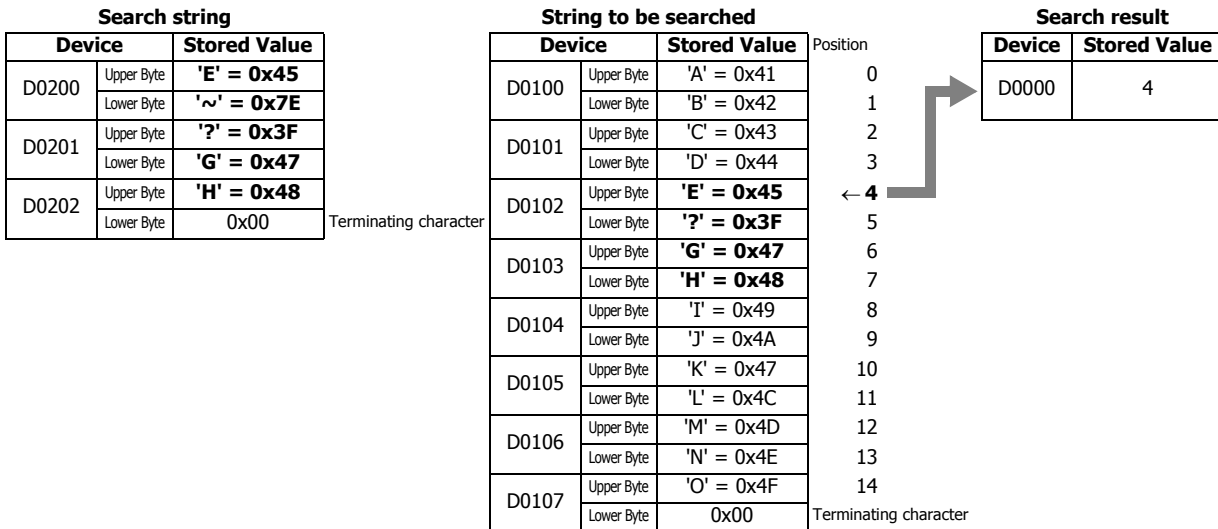 Search string
Device Stored Value
D0200 Upper Byte 'E' = 0x45
Lower Byte '~' = 0x7E
D0201 Upper Byte '?' = 0x3F
Lower Byte 'G' = 0x47
D0202 Upper Byte 'H' = 0x48
Lower Byte 0x00 Terminating character
String to be searched
Device Stored Value Position
D0100 Upper Byte 'A' = 0x41 0
Lower Byte 'B' = 0x42 1
D0101 Upper Byte 'C' = 0x43 2
Lower Byte 'D' = 0x44 3
D0102 Upper Byte 'E' = 0x45 ← 4
Lower Byte '?' = 0x3F 5
D0103 Upper Byte 'G' = 0x47 6
Lower Byte 'H' = 0x48 7
D0104 Upper Byte 'I' = 0x49 8
Lower Byte 'J' = 0x4A 9
D0105 Upper Byte 'K' = 0x47 10
Lower Byte 'L' = 0x4C 11
D0106 Upper Byte 'M' = 0x4D 12
Lower Byte 'N' = 0x4E 13
D0107 Upper Byte 'O' = 0x4F 14
Lower Byte 0x00 Terminating character
Search result
Device Stored Value
D0000 4